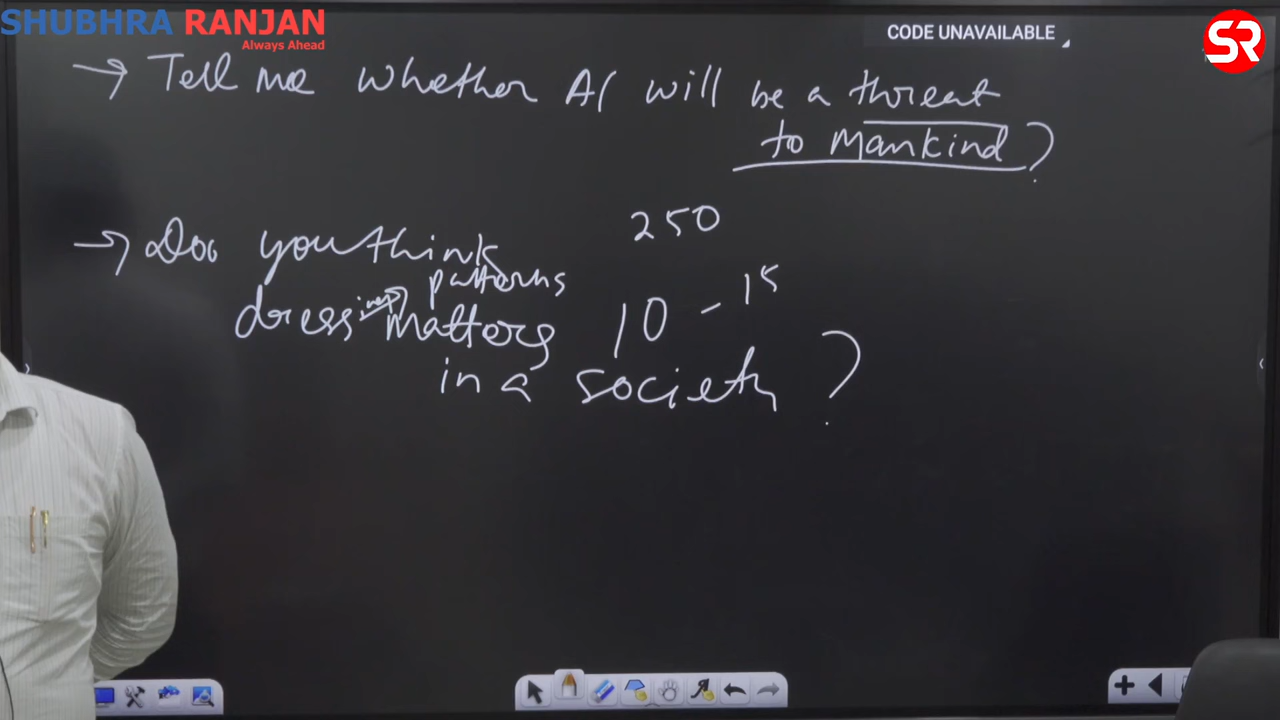 SHUBHRA RANJAN
Always Ahead
CODE UNAVAILABLE
SR
→ Tell me whether AI will be a threat
to Mankind?
→ Do you think
250
patterns
dressing matters
10 - 15
in a society?